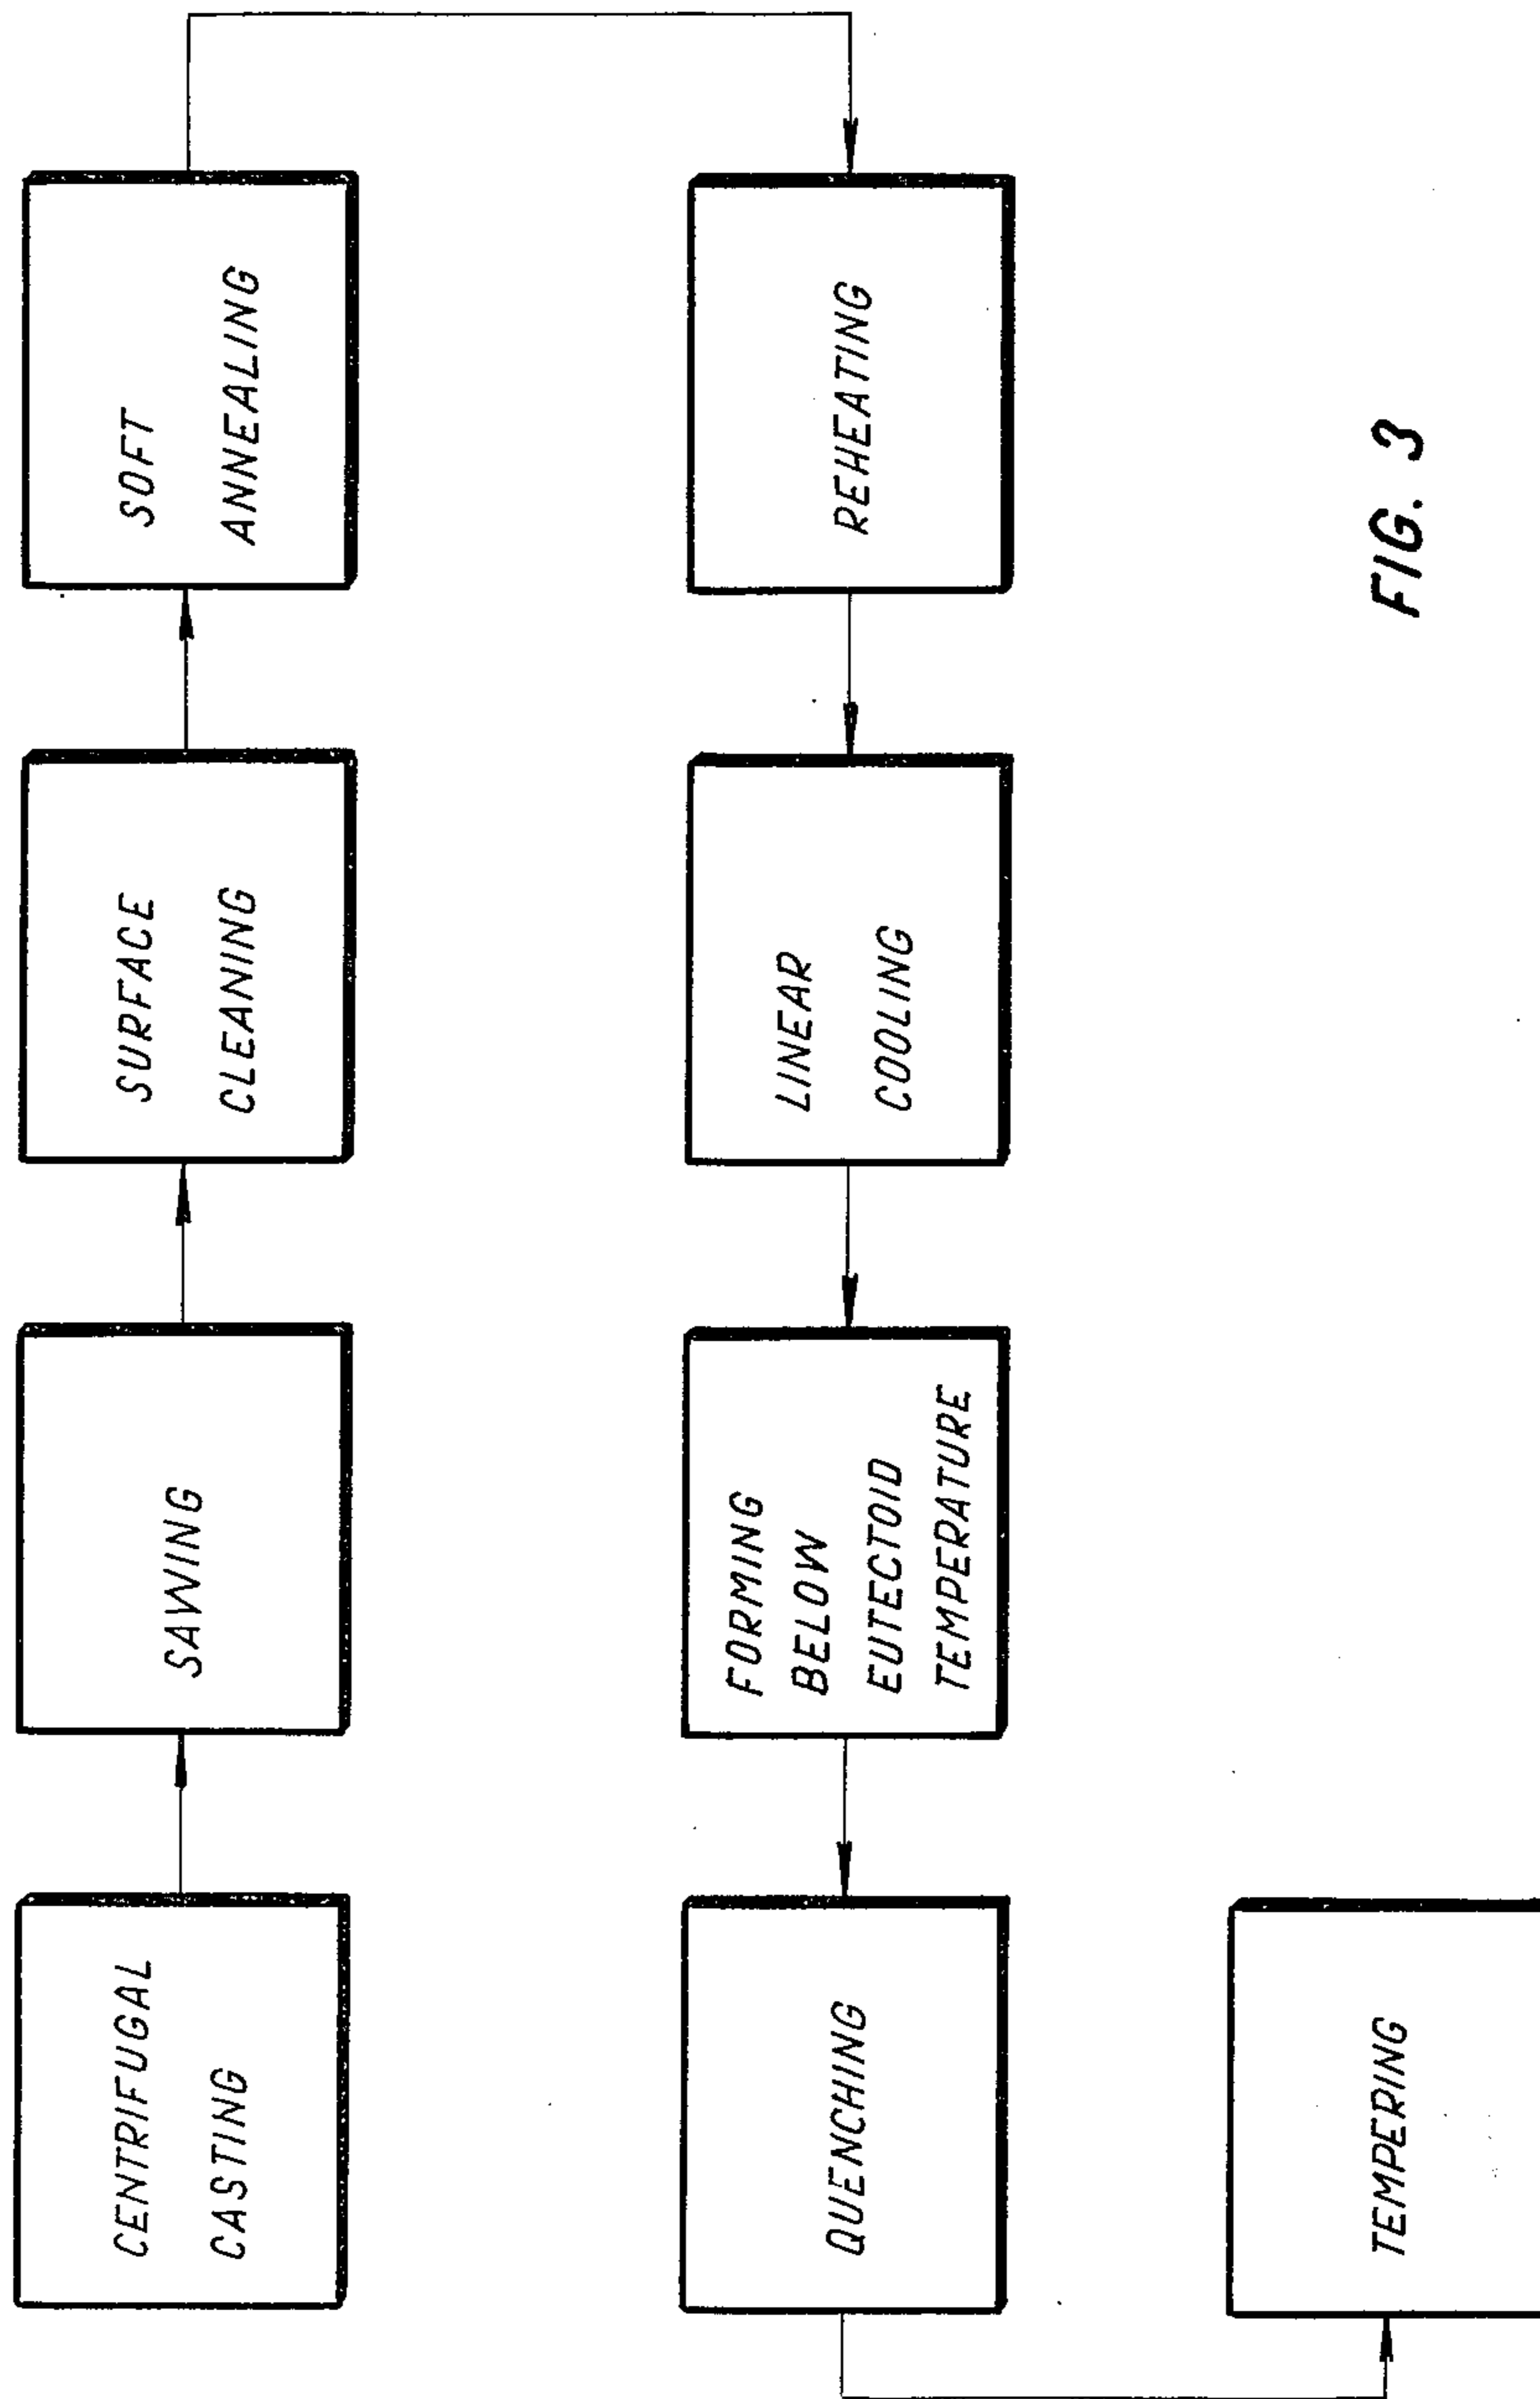 CENTRIFUGAL
CASTING
SAWING
SURFACE
CLEANING
SOFT
ANNEALING
REHEATING
LINEAR
COOLING
FORMING
BELOW
EUTECTOID
TEMPERATURE
QUENCHING
TEMPERING
FIG. 3